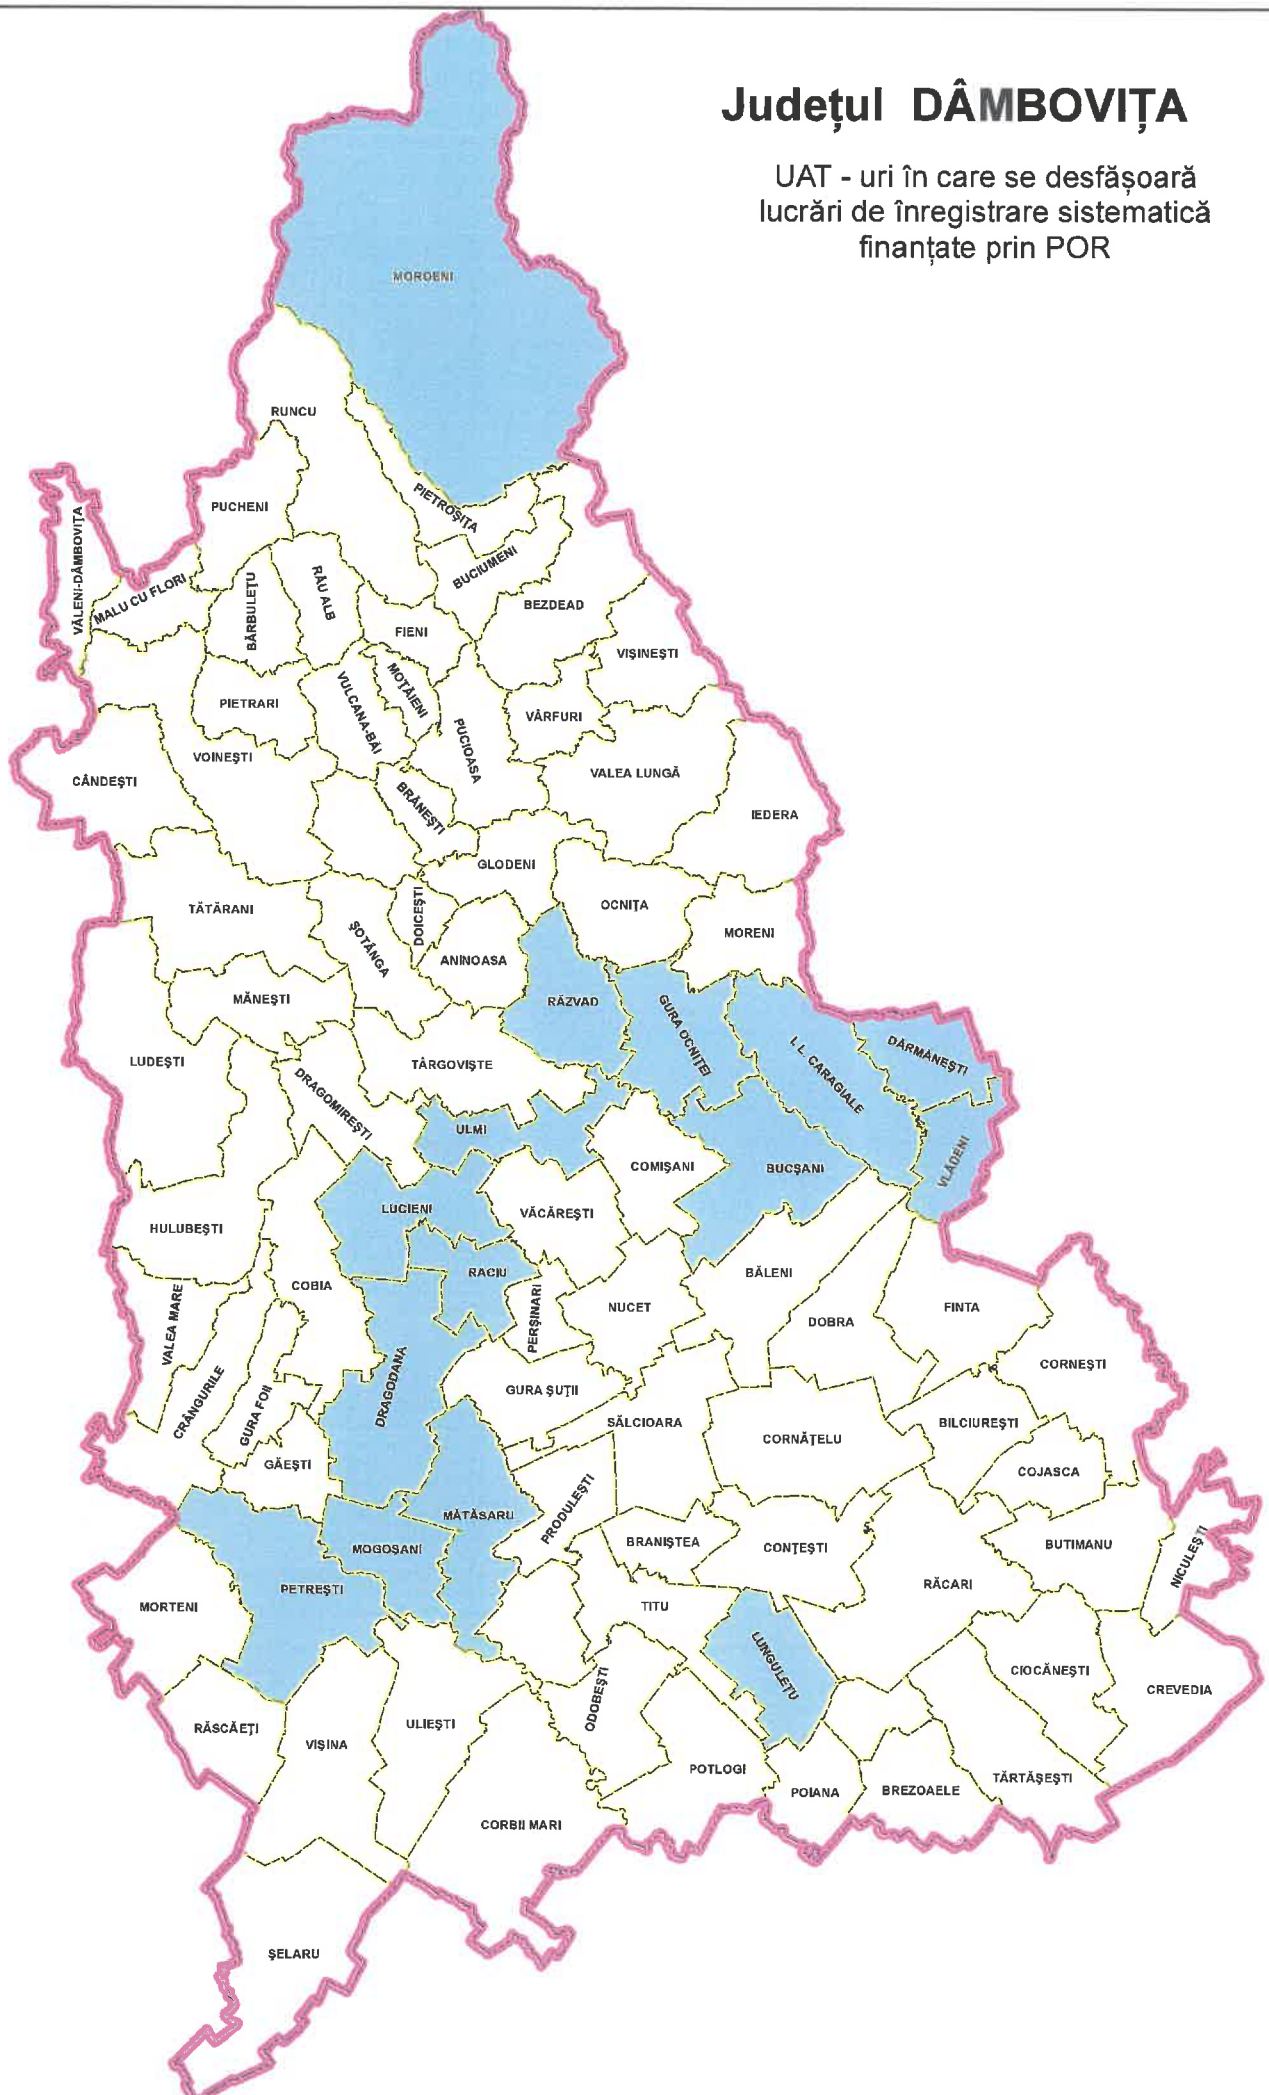 Județul DÂMBOVIȚA
UAT - uri în care se desfășoară
lucrări de înregistrare sistematică
finanțate prin POR
MOROENI
RUNCU
PIETROȘIȚA
PUCHENI
VĂLENI-DÂMBOVIȚA
MALU CU FLORI
BĂRBULEȚU
RÂU ALB
BUCIUMENI
BEZDEAD
FIENI
VIȘINEȘTI
PIETRARI
VULCANA-BĂI
MOȚĂIENI
PUCIOASA
VÂRFURI
VOINEȘTI
CÂNDEȘTI
VALEA LUNGĂ
BRĂNEȘTI
IEDERA
GLODENI
TĂTĂRANI
DOICEȘTI
OCNIȚA
ȘOTÂNGA
ANINOASA
MORENI
MĂNEȘTI
RĂZVAD
GURA OCNIȚEI
I. L. CARAGIALE
DĂRMĂNEȘTI
LUDEȘTI
TÂRGOVIȘTE
DRAGOMIREȘTI
ULMI
COMIȘANI
BUCȘANI
VLĂDENI
HULUBEȘTI
LUCIENI
VĂCĂREȘTI
COBIA
RACIU
BĂLENI
VALEA MARE
PERȘINARI
NUCET
DOBRA
FINTA
CORNEȘTI
CRÂNGURILE
GURA FOII
DRAGODANA
GURA ȘUȚII
SĂLCIOARA
CORNĂȚELU
BILCIUREȘTI
GĂEȘTI
COJASCA
MĂTĂSARU
PRODULEȘTI
MOGOȘANI
BRANIȘTEA
CONȚEȘTI
BUTIMANU
NICULEȘTI
PETREȘTI
RĂCARI
MORTENI
TITU
LUNGULEȚU
CIOCĂNEȘTI
CREVEDIA
RĂSCĂEȚI
VIȘINA
ULIEȘTI
ODOBEȘTI
POTLOGI
POIANA
BREZOAELE
TĂRTĂȘEȘTI
CORBII MARI
ȘELARU